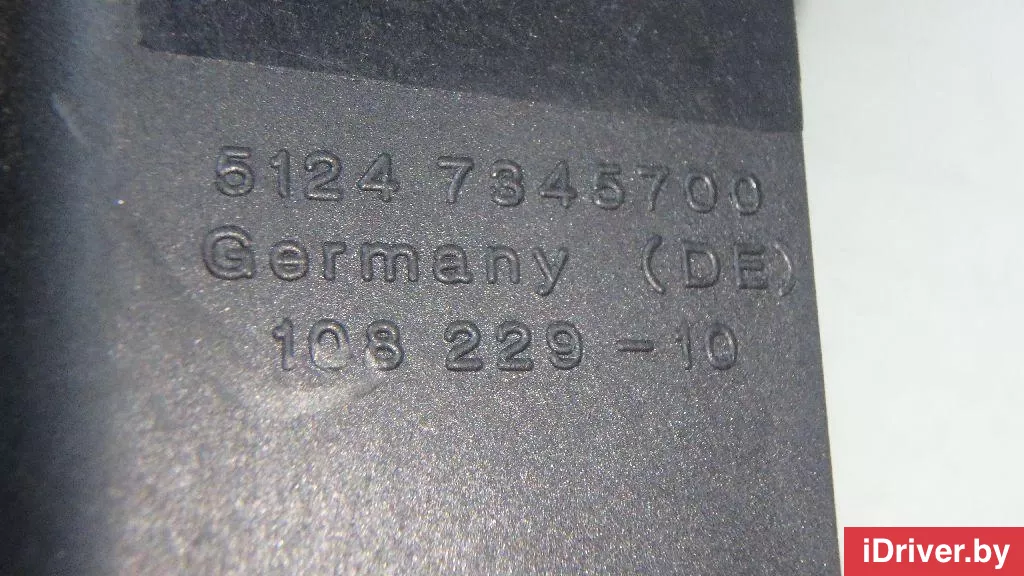 5124 7345700
Germany (DE)
108 229 -10
iDriver.by